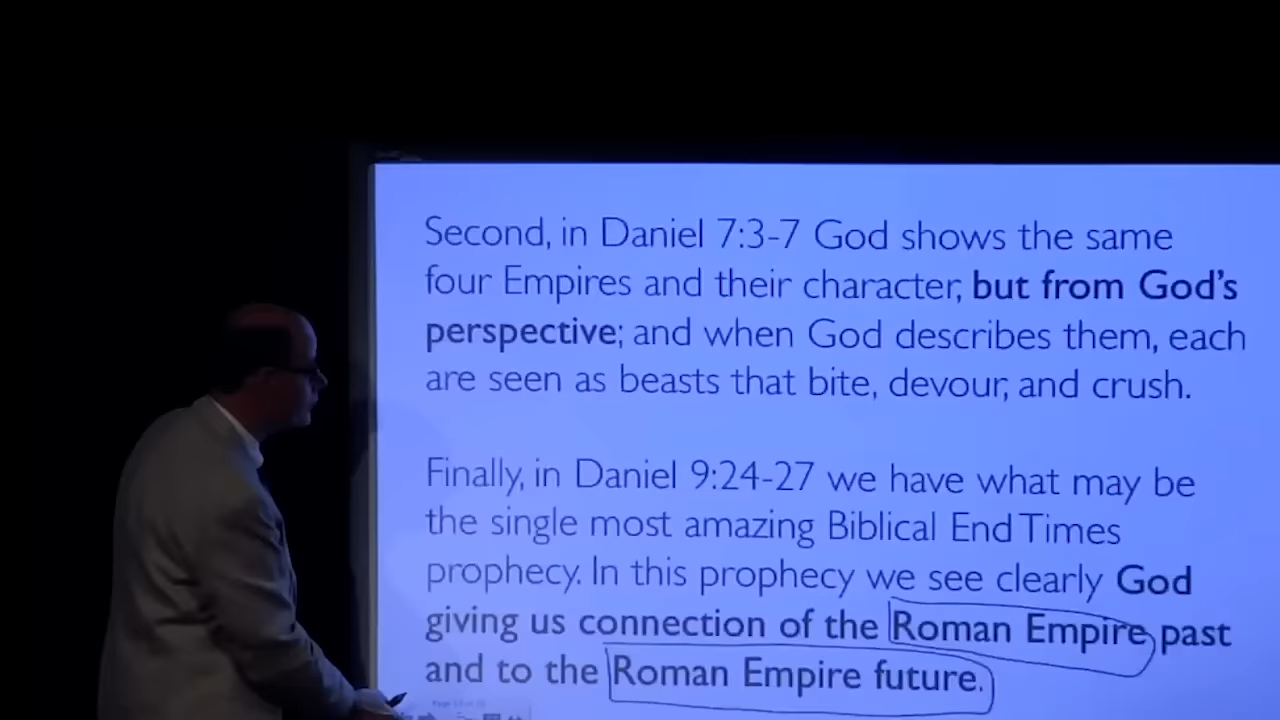 Second, in Daniel 7:3-7 God shows the same
four Empires and their character, but from God's
perspective; and when God describes them, each
are seen as beasts that bite, devour, and crush.
Finally, in Daniel 9:24-27 we have what may be
the single most amazing Biblical End Times
prophecy. In this prophecy we see clearly God
giving us connection of the Roman Empire past
and to the Roman Empire future.